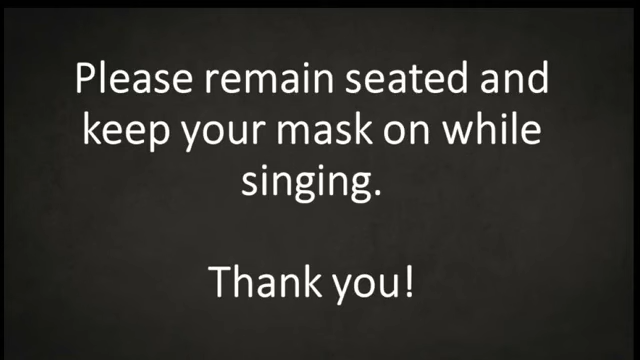 Please remain seated and
keep your mask on while
singing.
Thank you!